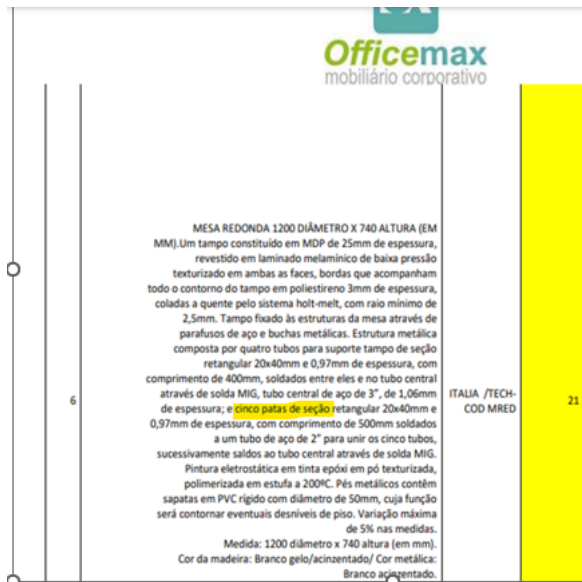 Officemax
mobiliário corporativo
MESA REDONDA 1200 DIÂMETRO X 740 ALTURA (EM
MM).Um tampo constituído em MDP de 25mm de espessura,
revestido em laminado melamínico de baixa pressão
texturizado em ambas as faces, bordas que acompanham
todo o contorno do tampo em poliestireno 3mm de espessura,
coladas a quente pelo sistema holt-melt, com raio mínimo de
2,5mm. Tampo fixado às estruturas da mesa através de
parafusos de aço e buchas metálicas. Estrutura metálica
composta por quatro tubos para suporte tampo de seção
retangular 20x40mm e 0,97mm de espessura, com
comprimento de 400mm, soldados entre eles e no tubo central
através de solda MIG, tubo central de aço de 3”, de 1,06mm
de espessura; e cinco patas de seção retangular 20x40mm e
0,97mm de espessura, com comprimento de 500mm soldados
a um tubo de aço de 2” para unir os cinco tubos,
sucessivamente saldos ao tubo central através de solda MIG.
Pintura eletrostática em tinta epóxi em pó texturizada,
polimerizada em estufa a 200ºC. Pés metálicos contêm
sapatas em PVC rígido com diâmetro de 50mm, cuja função
será contornar eventuais desníveis de piso. Variação máxima
de 5% nas medidas.
Medida: 1200 diâmetro x 740 altura (em mm).
Cor da madeira: Branco gelo/acinzentado/ Cor metálica:
Branco acinzentado.
6
ITALIA /TECH-
COD MRED
21